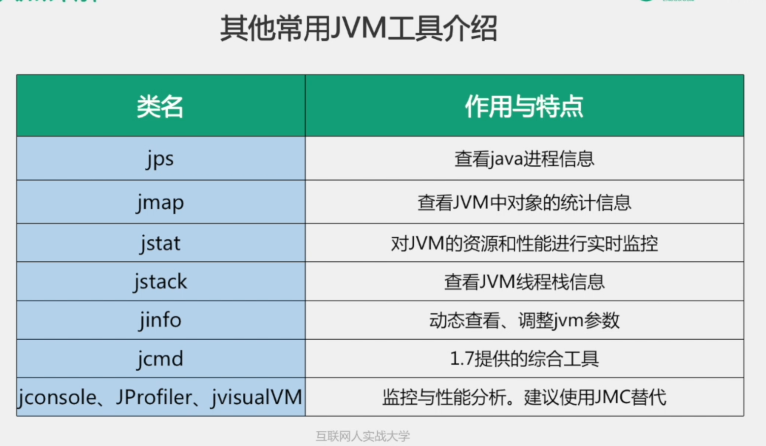 其他常用JVM工具介绍
类名 作用与特点
jps 查看java进程信息
jmap 查看JVM中对象的统计信息
jstat 对JVM的资源和性能进行实时监控
jstack 查看JVM线程栈信息
jinfo 动态查看、调整jvm参数
jcmd 1.7提供的综合工具
jconsole、JProfiler、jvisualVM 监控与性能分析。建议使用JMC替代
互联网人实战大学